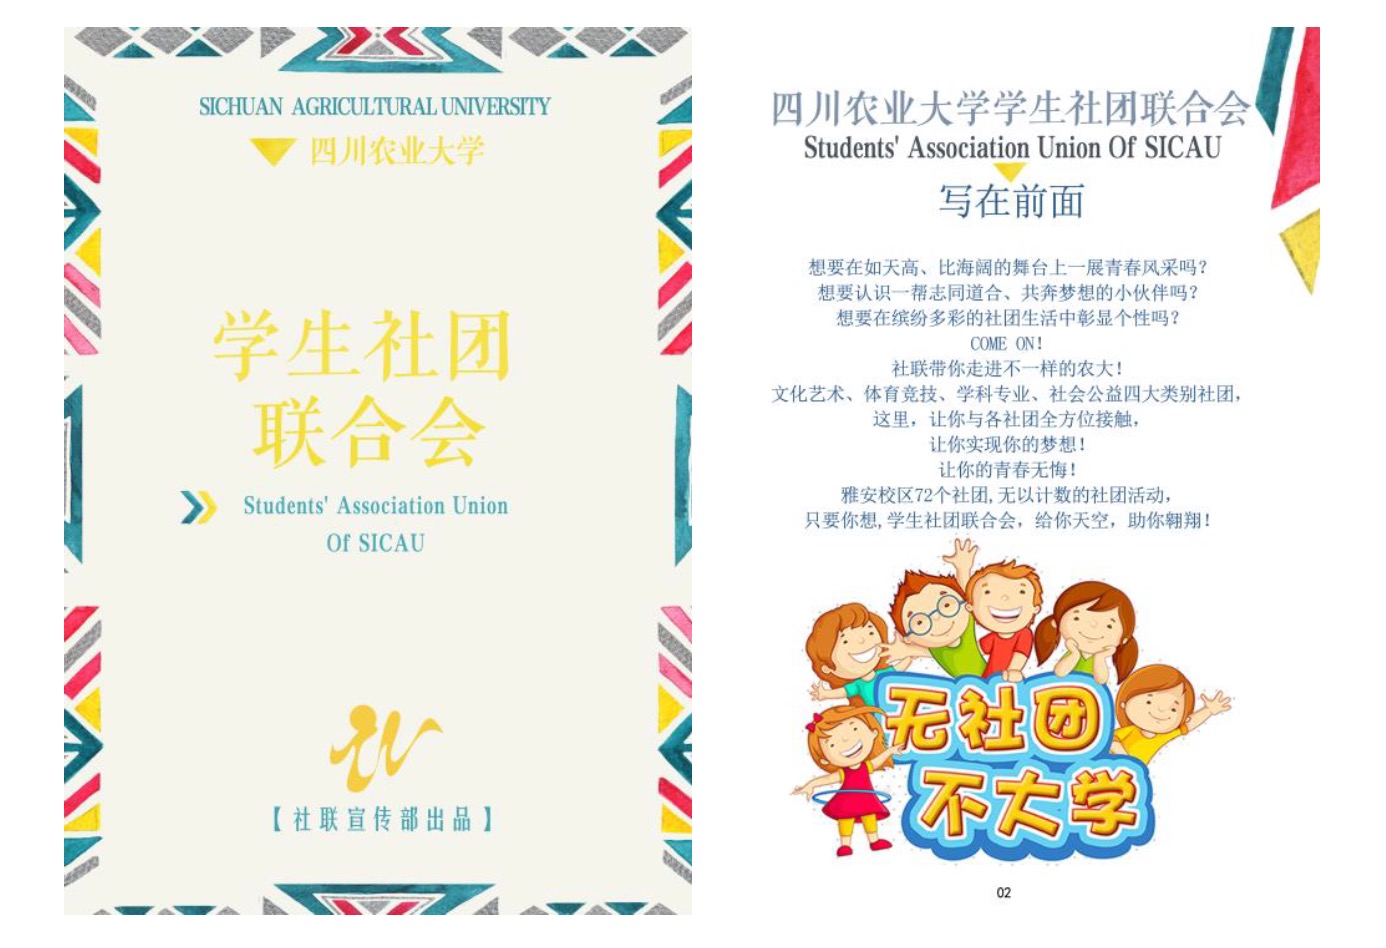 SICHUAN AGRICULTURAL UNIVERSITY
四川农业大学
学生社团
联合会
Students' Association Union
Of SICAU
【社联宣传部出品】
四川农业大学学生社团联合会
Students' Association Union Of SICAU
写在前面
想要在如天高、比海阔的舞台上一展青春风采吗?
想要认识一帮志同道合、共奔梦想的小伙伴吗?
想要在缤纷多彩的社团生活中彰显个性吗?
COME ON!
社联带你走进不一样的农大!
文化艺术、体育竞技、学科专业、社会公益四大类别社团,
这里,让你与各社团全方位接触,
让你实现你的梦想!
让你的青春无悔!
雅安校区72个社团,无以计数的社团活动,
只要你想,学生社团联合会,给你天空,助你翱翔!
无社团
不大学
02